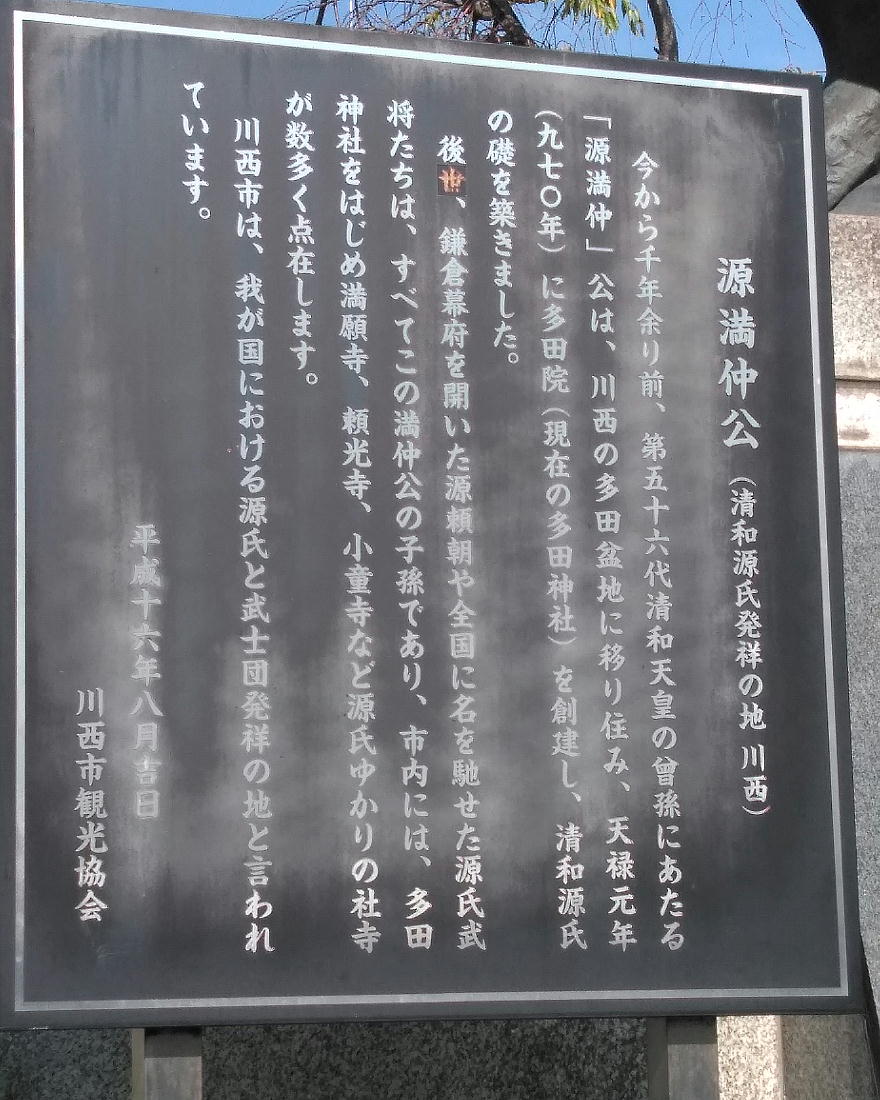 源満仲公（清和源氏発祥の地 川西）
今から千年余り前、第五十六代清和天皇の曾孫にあたる
「源満仲」公は、川西の多田盆地に移り住み、天禄元年
（九七〇年）に多田院（現在の多田神社）を創建し、清和源氏
の礎を築きました。
後世、鎌倉幕府を開いた源頼朝や全国に名を馳せた源氏武
将たちは、すべてこの満仲公の子孫であり、市内には、多田
神社をはじめ満願寺、頼光寺、小童寺など源氏ゆかりの社寺
が数多く点在します。
川西市は、我が国における源氏と武士団発祥の地と言われ
ています。
平成十六年八月吉日
川西市観光協会